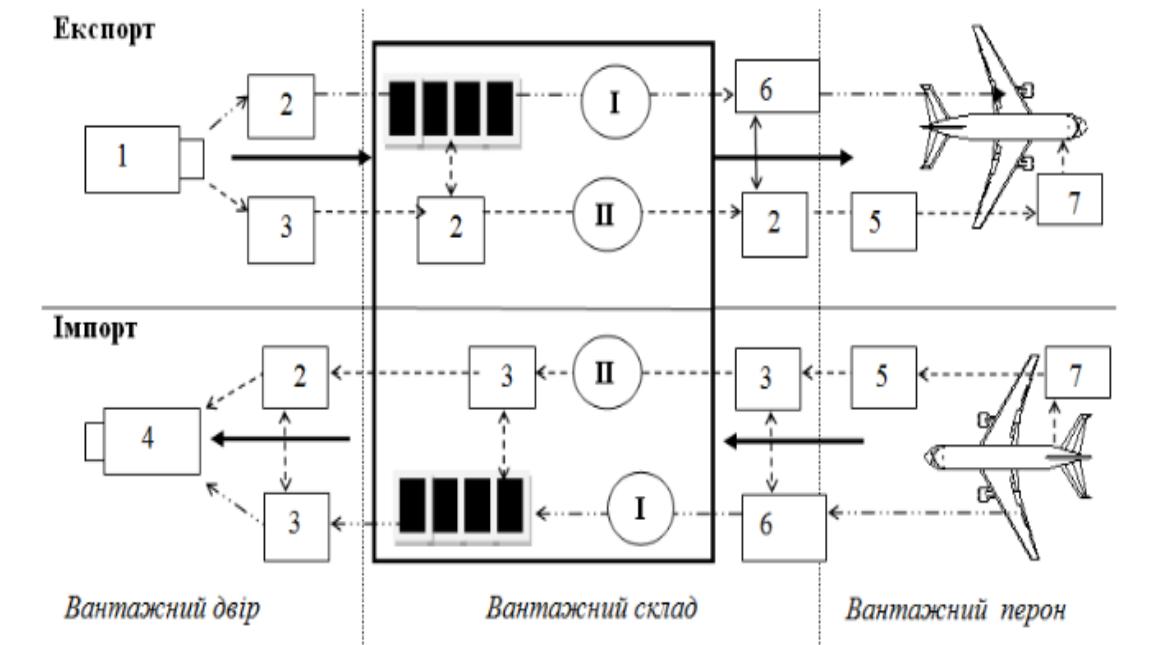 Експорт
2
I
6
1
3
2
II
2
5
7
Імпорт
2
3
II
3
5
7
4
3
I
6
Вантажний двір
Вантажний склад
Вантажний перон